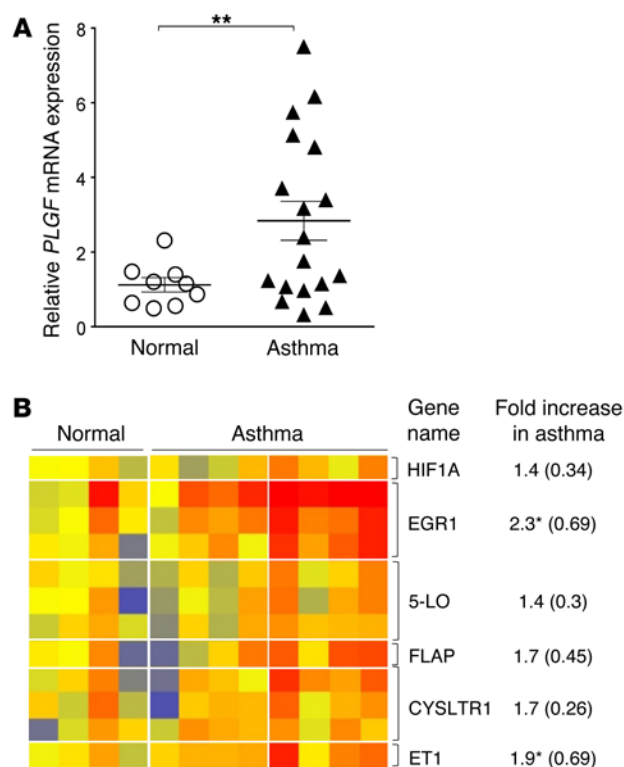 A
**
Relative PLGF mRNA expression
8
6
4
2
0
Normal
Asthma
B
Normal
Asthma
Gene name
Fold increase in asthma
HIF1A 1.4 (0.34)
EGR1 2.3* (0.69)
5-LO 1.4 (0.3)
FLAP 1.7 (0.45)
CYSLTR1 1.7 (0.26)
ET1 1.9* (0.69)